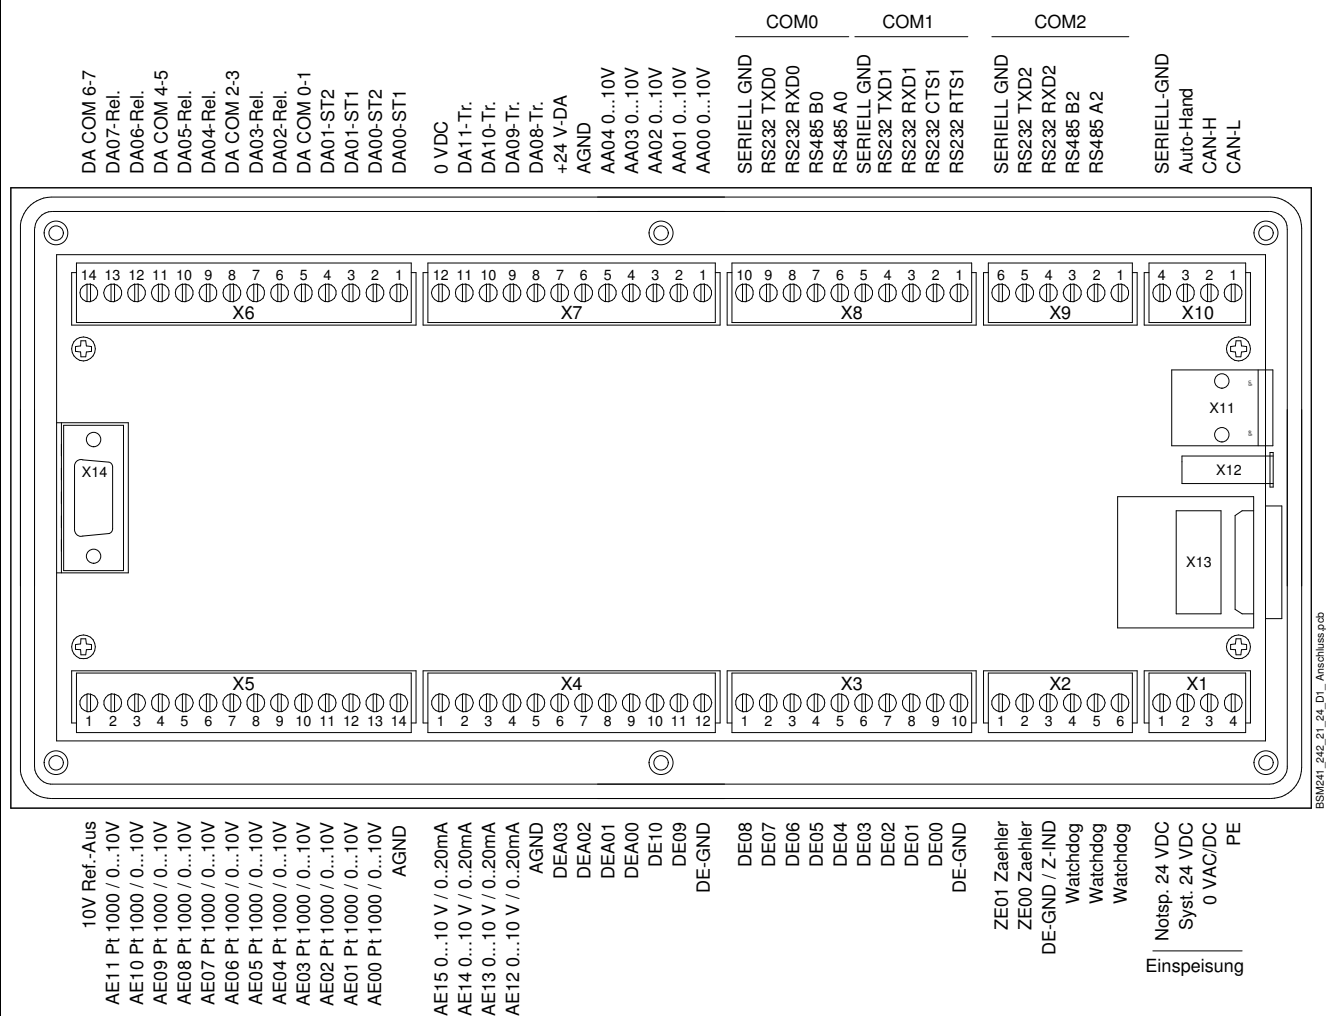 COM0
COM1
COM2
DA COM 6-7
DA07-Rel.
DA06-Rel.
DA COM 4-5
DA05-Rel.
DA04-Rel.
DA COM 2-3
DA03-Rel.
DA02-Rel.
DA COM 0-1
DA01-ST2
DA01-ST1
DA00-ST2
DA00-ST1
0 VDC
DA11-Tr.
DA10-Tr.
DA09-Tr.
DA08-Tr.
+24 V-DA
AGND
AA04 0...10V
AA03 0...10V
AA02 0...10V
AA01 0...10V
AA00 0...10V
SERIELL GND
RS232 TXD0
RS232 RXD0
RS485 B0
RS485 A0
SERIELL GND
RS232 TXD1
RS232 RXD1
RS232 CTS1
RS232 RTS1
SERIELL GND
RS232 TXD2
RS232 RXD2
RS485 B2
RS485 A2
SERIELL-GND
Auto-Hand
CAN-H
CAN-L
14 13 12 11 10 9 8 7 6 5 4 3 2 1
X6
12 11 10 9 8 7 6 5 4 3 2 1
X7
10 9 8 7 6 5 4 3 2 1
X8
6 5 4 3 2 1
X9
4 3 2 1
X10
X11
X12
X13
X14
X5
1 2 3 4 5 6 7 8 9 10 11 12 13 14
X4
1 2 3 4 5 6 7 8 9 10 11 12
X3
1 2 3 4 5 6 7 8 9 10
X2
1 2 3 4 5 6
X1
1 2 3 4
10V Ref.-Aus
AE11 Pt 1000 / 0...10V
AE10 Pt 1000 / 0...10V
AE09 Pt 1000 / 0...10V
AE08 Pt 1000 / 0...10V
AE07 Pt 1000 / 0...10V
AE06 Pt 1000 / 0...10V
AE05 Pt 1000 / 0...10V
AE04 Pt 1000 / 0...10V
AE03 Pt 1000 / 0...10V
AE02 Pt 1000 / 0...10V
AE01 Pt 1000 / 0...10V
AE00 Pt 1000 / 0...10V
AGND
AE15 0...10 V / 0..20mA
AE14 0...10 V / 0..20mA
AE13 0...10 V / 0..20mA
AE12 0...10 V / 0..20mA
AGND
DEA03
DEA02
DEA01
DEA00
DE10
DE09
DE-GND
DE08
DE07
DE06
DE05
DE04
DE03
DE02
DE01
DE00
DE-GND
ZE01 Zaehler
ZE00 Zaehler
DE-GND / Z-IND
Watchdog
Watchdog
Watchdog
Notsp. 24 VDC
Syst. 24 VDC
0 VAC/DC
PE
Einspeisung
BSM241_242_21_24_D1_ Anschluss.pcb